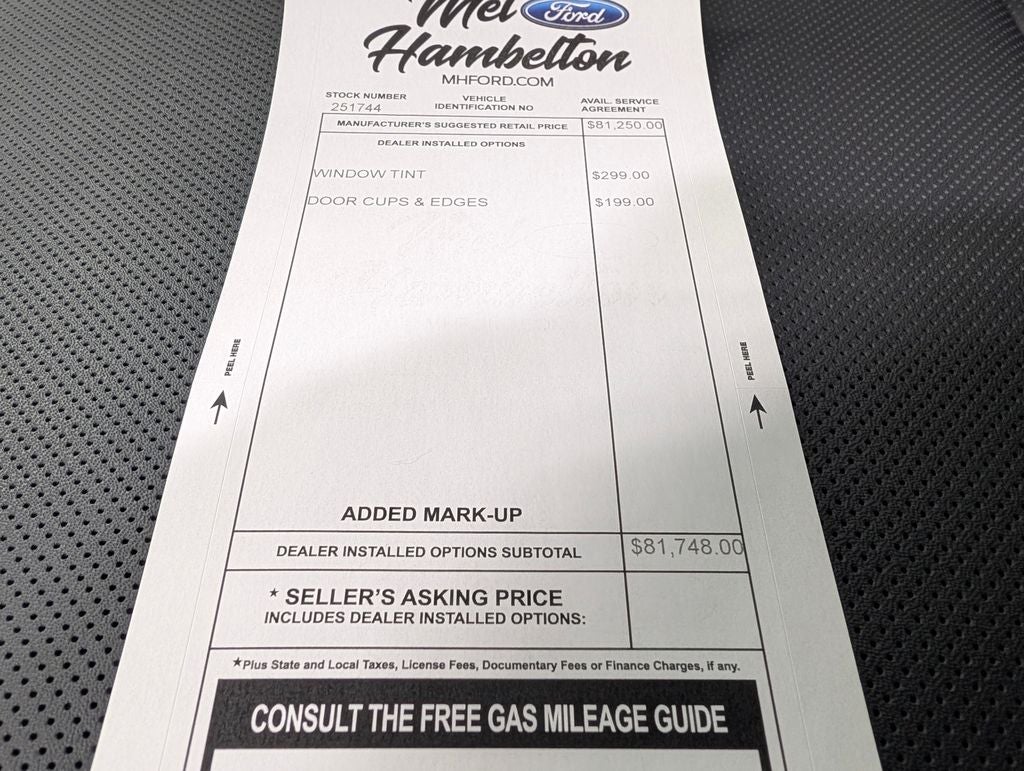 Mel Ford
Hambelton
MHFORD.COM
STOCK NUMBER
251744
VEHICLE
IDENTIFICATION NO
AVAIL. SERVICE
AGREEMENT
MANUFACTURER'S SUGGESTED RETAIL PRICE $81,250.00
DEALER INSTALLED OPTIONS
WINDOW TINT $299.00
DOOR CUPS & EDGES $199.00
PEEL HERE
PEEL HERE
ADDED MARK-UP
DEALER INSTALLED OPTIONS SUBTOTAL $81,748.00
* SELLER'S ASKING PRICE
INCLUDES DEALER INSTALLED OPTIONS:
*Plus State and Local Taxes, License Fees, Documentary Fees or Finance Charges, if any.
CONSULT THE FREE GAS MILEAGE GUIDE